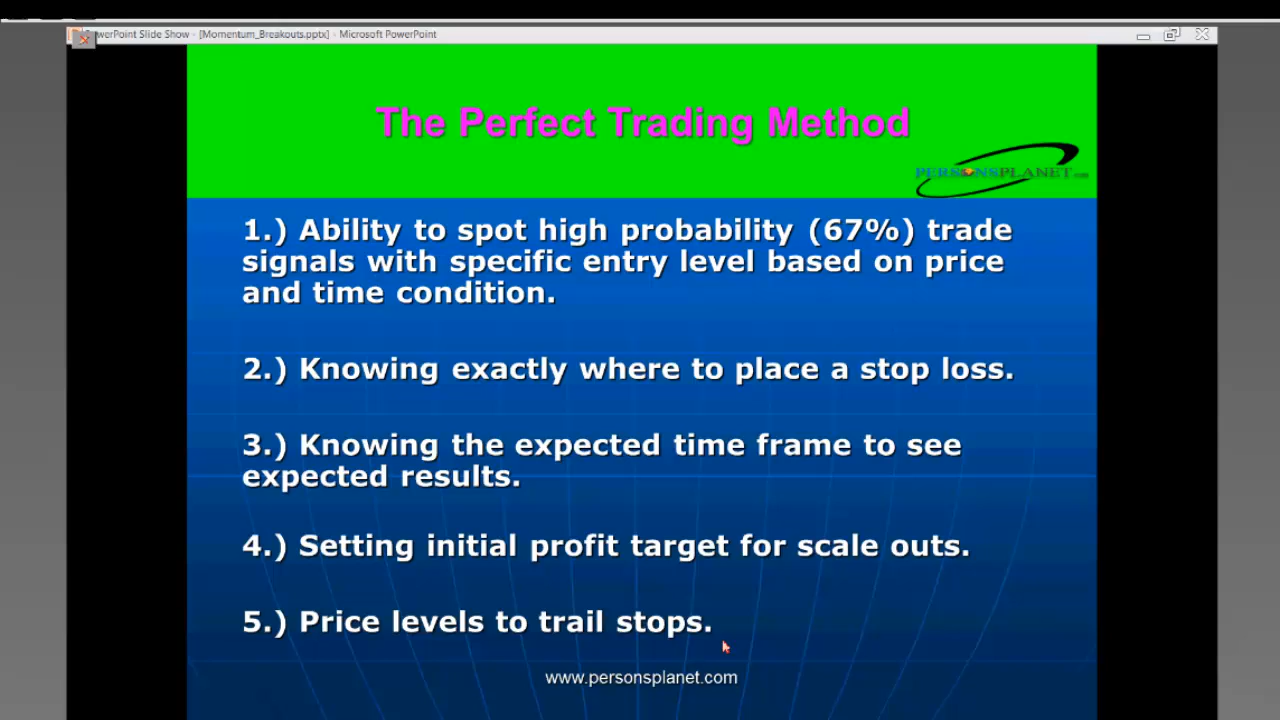 PowerPoint Slide Show - [Momentum_Breakouts.pptx] - Microsoft PowerPoint
The Perfect Trading Method
PERSONSPLANET.com
1.) Ability to spot high probability (67%) trade
signals with specific entry level based on price
and time condition.
2.) Knowing exactly where to place a stop loss.
3.) Knowing the expected time frame to see
expected results.
4.) Setting initial profit target for scale outs.
5.) Price levels to trail stops.
www.personsplanet.com